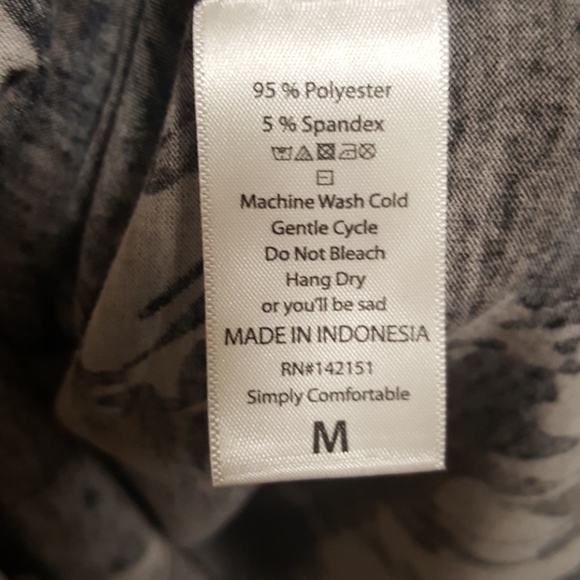 95 % Polyester
5 % Spandex
Machine Wash Cold
Gentle Cycle
Do Not Bleach
Hang Dry
or you'll be sad
MADE IN INDONESIA
RN#142151
Simply Comfortable
M